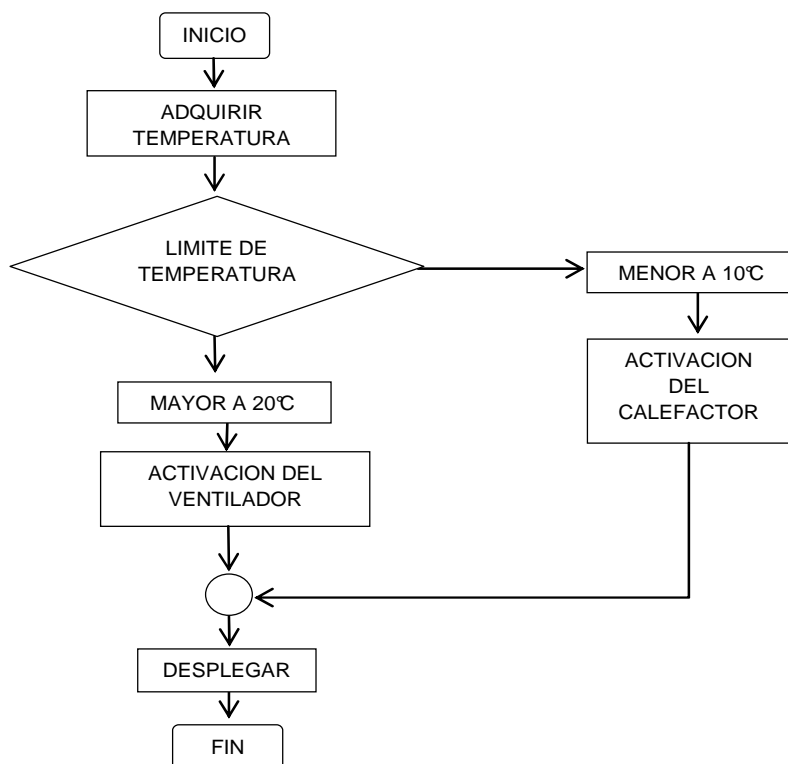 INICIO
ADQUIRIR
TEMPERATURA
LIMITE DE
TEMPERATURA
MENOR A 10°C
ACTIVACION
DEL
CALEFACTOR
MAYOR A 20°C
ACTIVACION DEL
VENTILADOR
DESPLEGAR
FIN